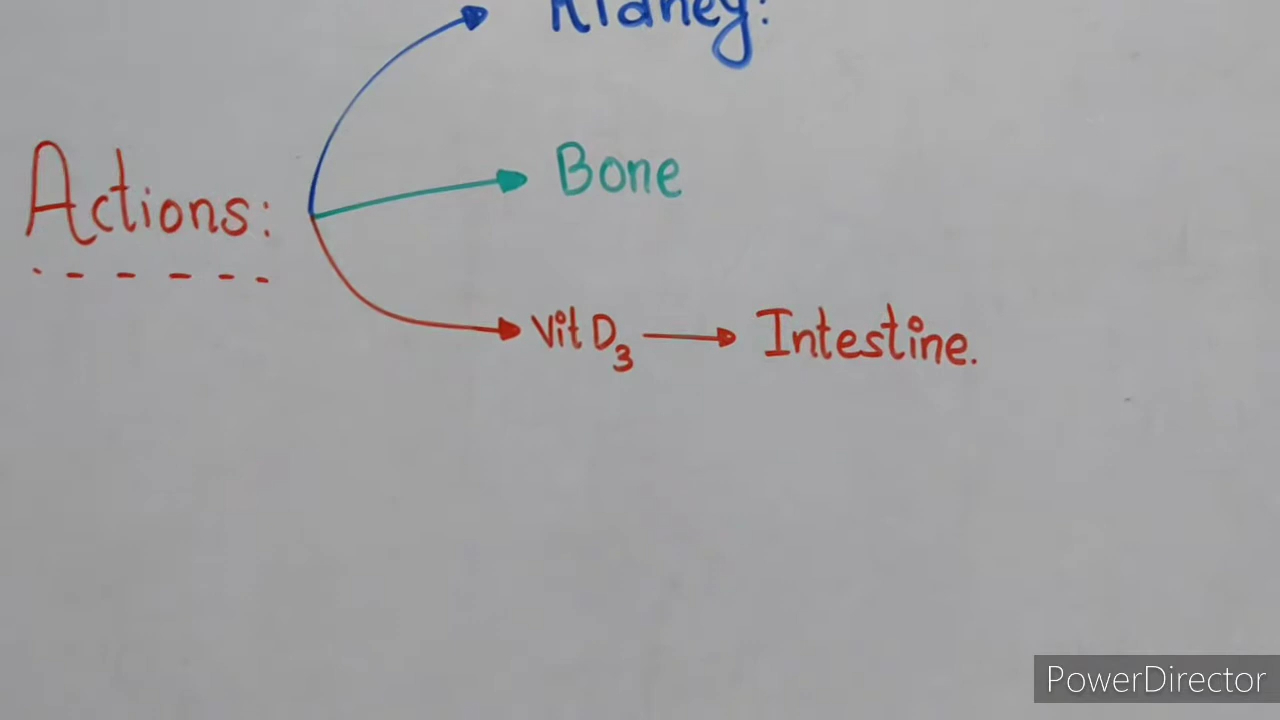 Kidney:
Bone
Actions:
Vit D₃ → Intestine.
PowerDirector